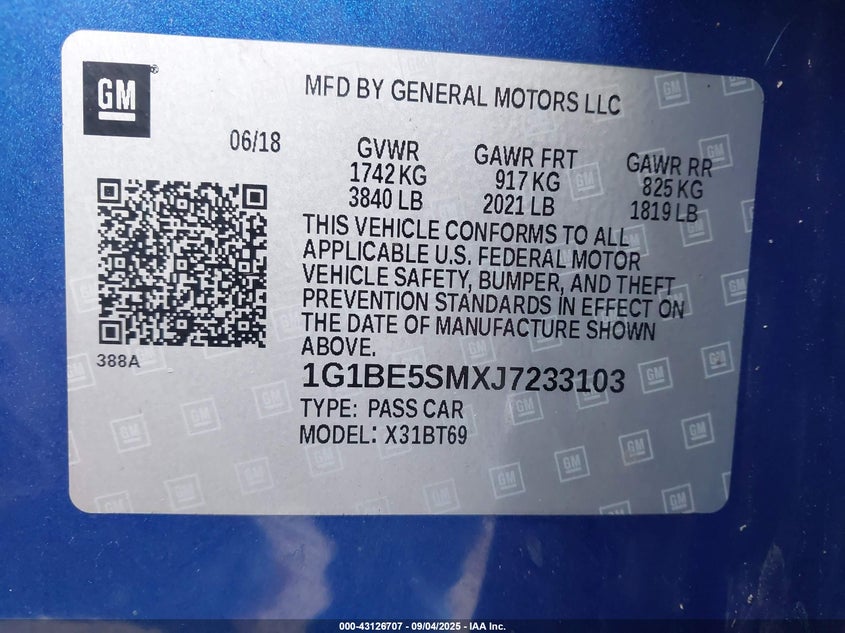 GM
MFD BY GENERAL MOTORS LLC
06/18
GVWR GAWR FRT GAWR RR
1742 KG 917 KG 825 KG
3840 LB 2021 LB 1819 LB
THIS VEHICLE CONFORMS TO ALL
APPLICABLE U.S. FEDERAL MOTOR
VEHICLE SAFETY, BUMPER, AND THEFT
PREVENTION STANDARDS IN EFFECT ON
THE DATE OF MANUFACTURE SHOWN
ABOVE.
388A
1G1BE5SMXJ7233103
TYPE: PASS CAR
MODEL: X31BT69
000-43126707 - 09/04/2025 - IAA Inc.